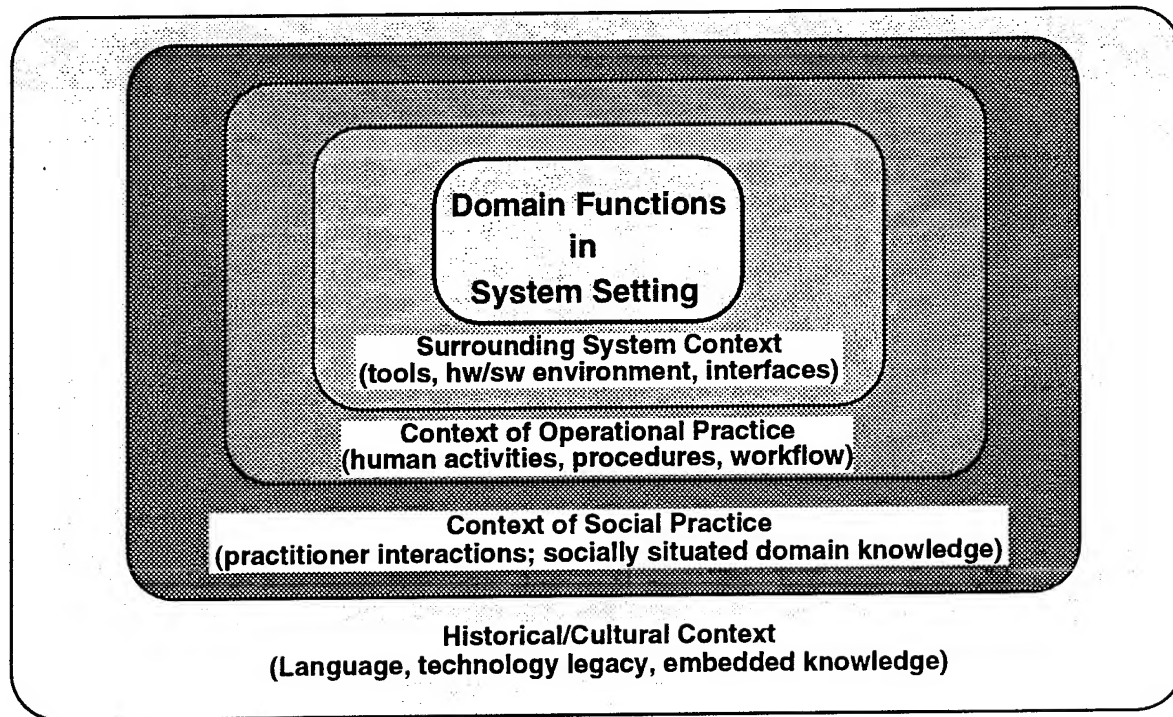 Domain Functions
in
System Setting
Surrounding System Context
(tools, hw/sw environment, interfaces)
Context of Operational Practice
(human activities, procedures, workflow)
Context of Social Practice
(practitioner interactions; socially situated domain knowledge)
Historical/Cultural Context
(Language, technology legacy, embedded knowledge)